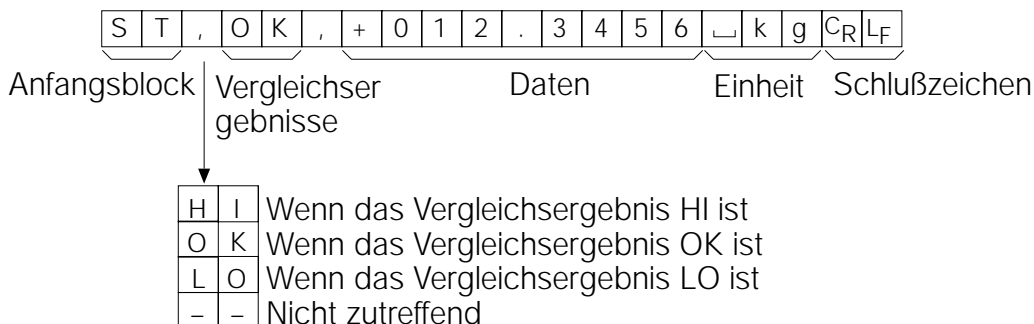 S T , O K , + 0 1 2 . 3 4 5 6 ⎵ k g CR LF
Anfangsblock Vergleichser Daten Einheit Schlußzeichen
gebnisse
H I Wenn das Vergleichsergebnis HI ist
O K Wenn das Vergleichsergebnis OK ist
L O Wenn das Vergleichsergebnis LO ist
– – Nicht zutreffend